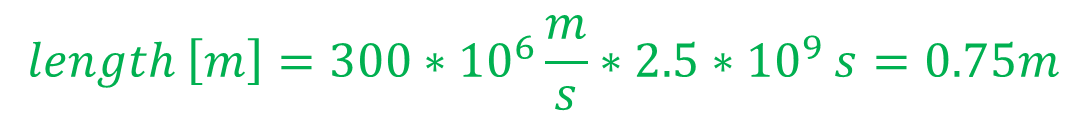 length [m] = 300 * 10⁶ m/s * 2.5 * 10⁹ s = 0.75m